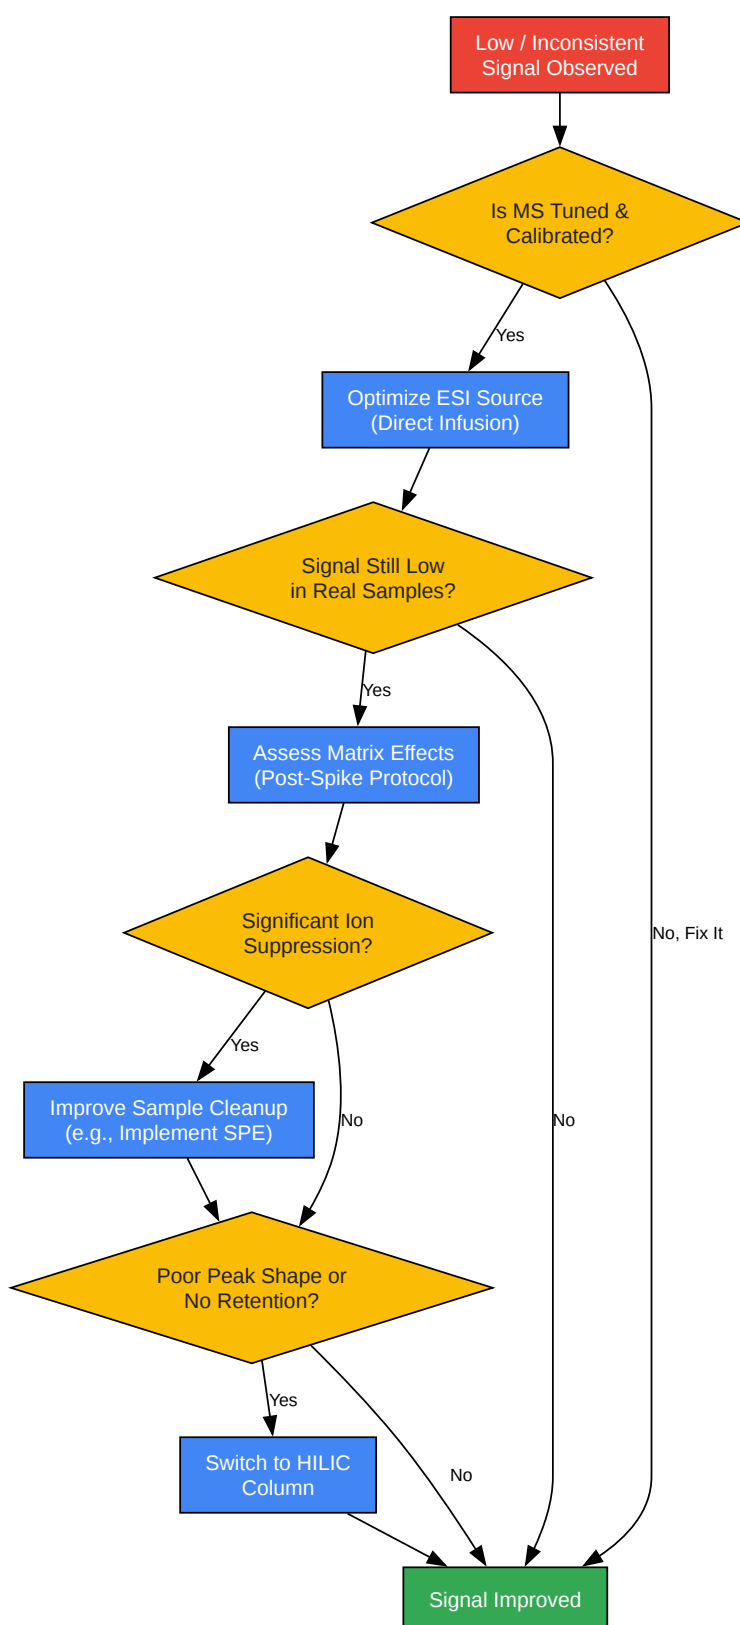 Low / Inconsistent
Signal Observed
Is MS Tuned &
Calibrated?
Yes
Optimize ESI Source
(Direct Infusion)
Signal Still Low
in Real Samples?
Yes
Assess Matrix Effects
(Post-Spike Protocol)
Significant Ion
Suppression?
No, Fix It
Yes
Improve Sample Cleanup
(e.g., Implement SPE)
No
No
Poor Peak Shape or
No Retention?
Yes
Switch to HILIC
Column
No
Signal Improved